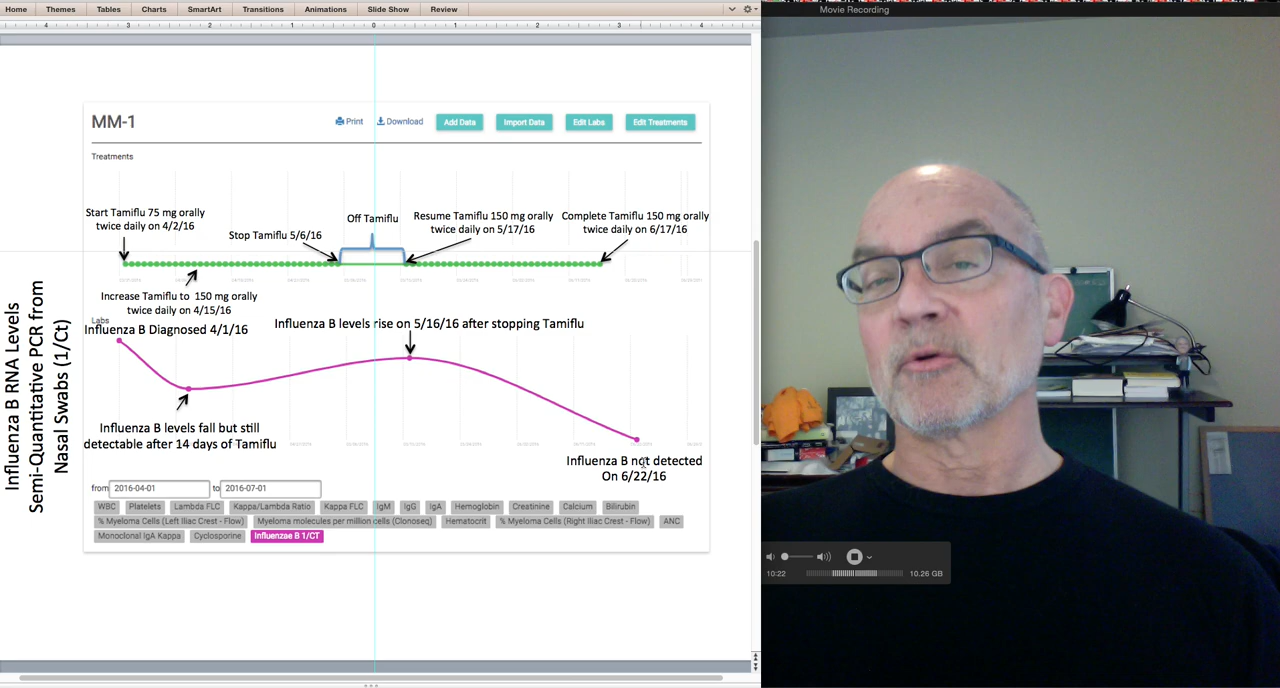 Home Themes Tables Charts SmartArt Transitions Animations Slide Show Review
Movie Recording
4 3 2 1 0 1 2 3 4
MM-1
Print Download Add Data Import Data Edit Labs Edit Treatments
Treatments
Start Tamiflu 75 mg orally
twice daily on 4/2/16
Stop Tamiflu 5/6/16
Off Tamiflu
Resume Tamiflu 150 mg orally
twice daily on 5/17/16
Complete Tamiflu 150 mg orally
twice daily on 6/17/16
Increase Tamiflu to 150 mg orally
twice daily on 4/15/16
Labs
Influenza B Diagnosed 4/1/16
Influenza B levels rise on 5/16/16 after stopping Tamiflu
Influenza B RNA Levels
Semi-Quantitative PCR from
Nasal Swabs (1/Ct)
Influenza B levels fall but still
detectable after 14 days of Tamiflu
Influenza B not detected
On 6/22/16
from 2016-04-01 to 2016-07-01
WBC Platelets Lambda FLC Kappa/Lambda Ratio Kappa FLC IgM IgG IgA Hemoglobin Creatinine Calcium Bilirubin
% Myeloma Cells (Left Iliac Crest - Flow) Myeloma molecules per million cells (Clonoseq) Hematocrit % Myeloma Cells (Right Iliac Crest - Flow) ANC
Monoclonal IgA Kappa Cyclosporine Influenzae B 1/CT
10:22 10.26 GB